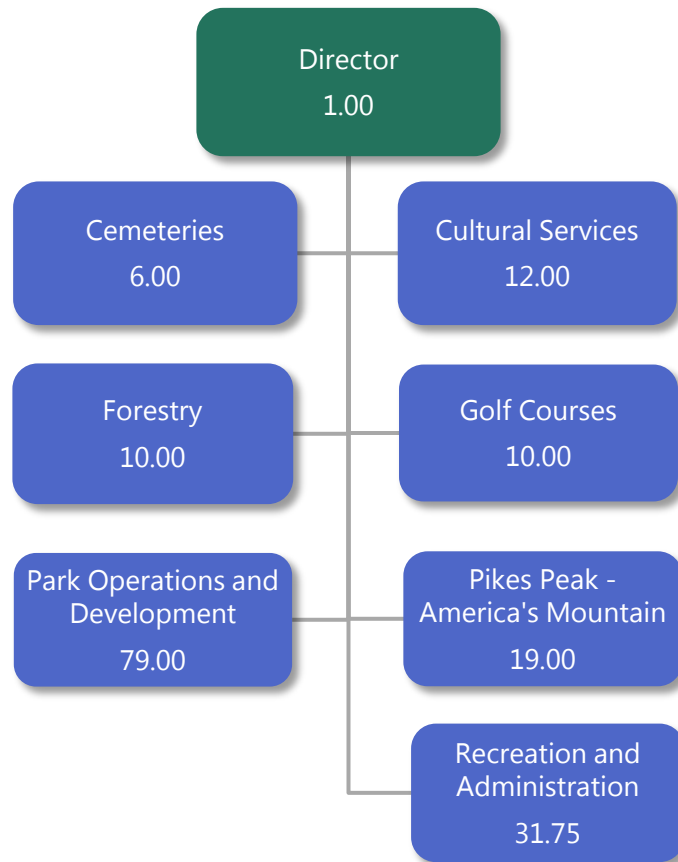 Director
1.00
Cemeteries
6.00
Cultural Services
12.00
Forestry
10.00
Golf Courses
10.00
Park Operations and
Development
79.00
Pikes Peak -
America's Mountain
19.00
Recreation and
Administration
31.75